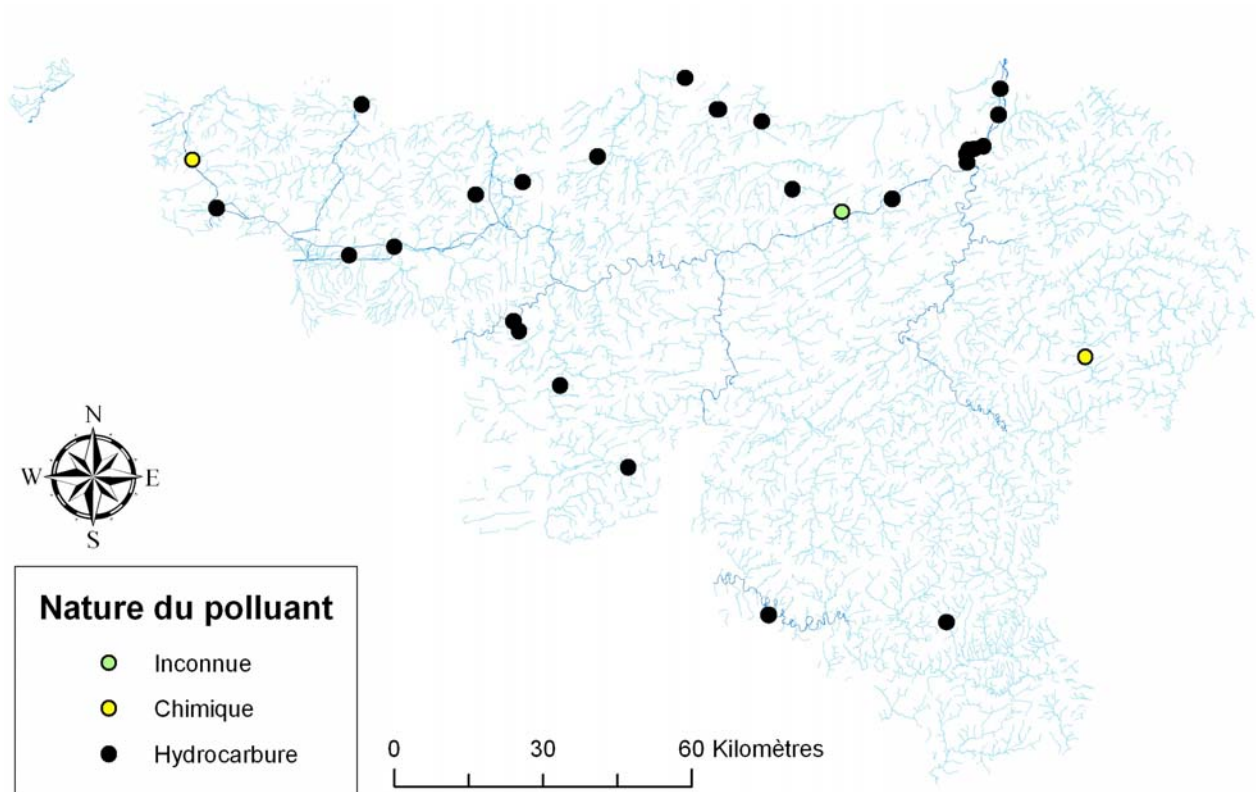 N
W E
S
Nature du polluant
Inconnue
Chimique
Hydrocarbure
0 30 60 Kilomètres